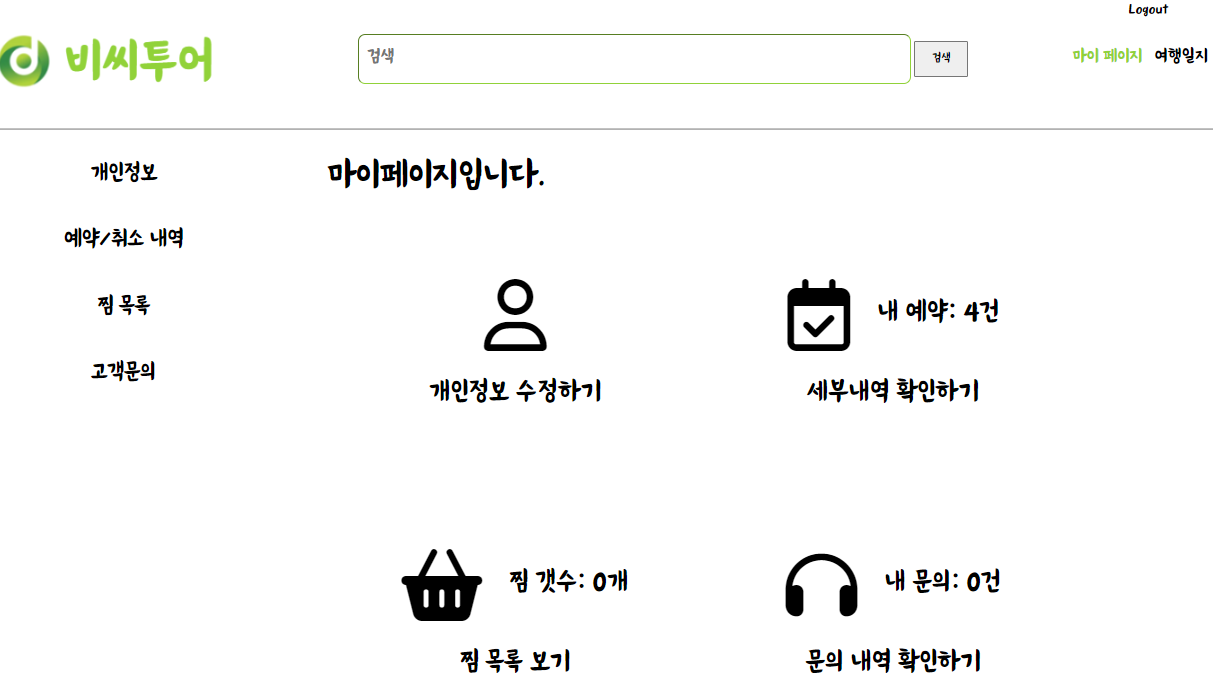 Logout
비씨투어
검색
검색
마이 페이지 여행일지
개인정보
예약/취소 내역
찜 목록
고객문의
마이페이지입니다.
개인정보 수정하기
내 예약: 4건
세부내역 확인하기
찜 갯수: 0개
찜 목록 보기
내 문의: 0건
문의 내역 확인하기